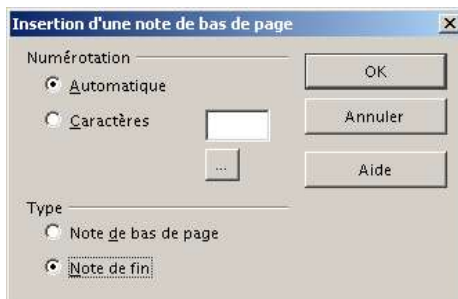 Insertion d'une note de bas de page
Numérotation
Automatique
Caractères
...
OK
Annuler
Aide
Type
Note de bas de page
Note de fin